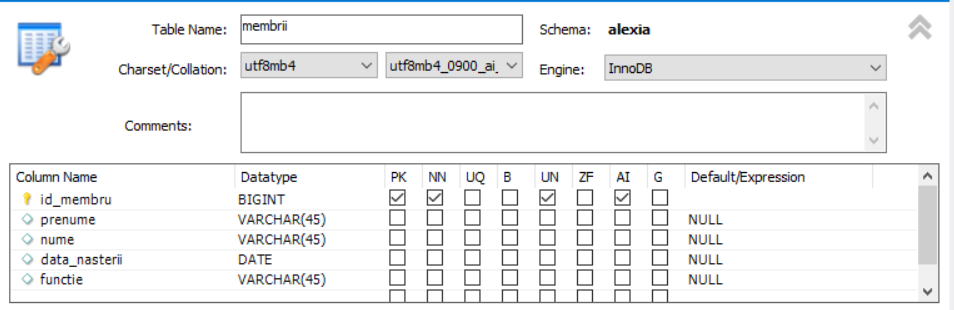 Table Name: membrii Schema: alexia
Charset/Collation: utf8mb4 utf8mb4_0900_ai_ Engine: InnoDB
Comments:
Column Name Datatype PK NN UQ B UN ZF AI G Default/Expression
id_membru BIGINT
prenume VARCHAR(45) NULL
nume VARCHAR(45) NULL
data_nasterii DATE NULL
functie VARCHAR(45) NULL